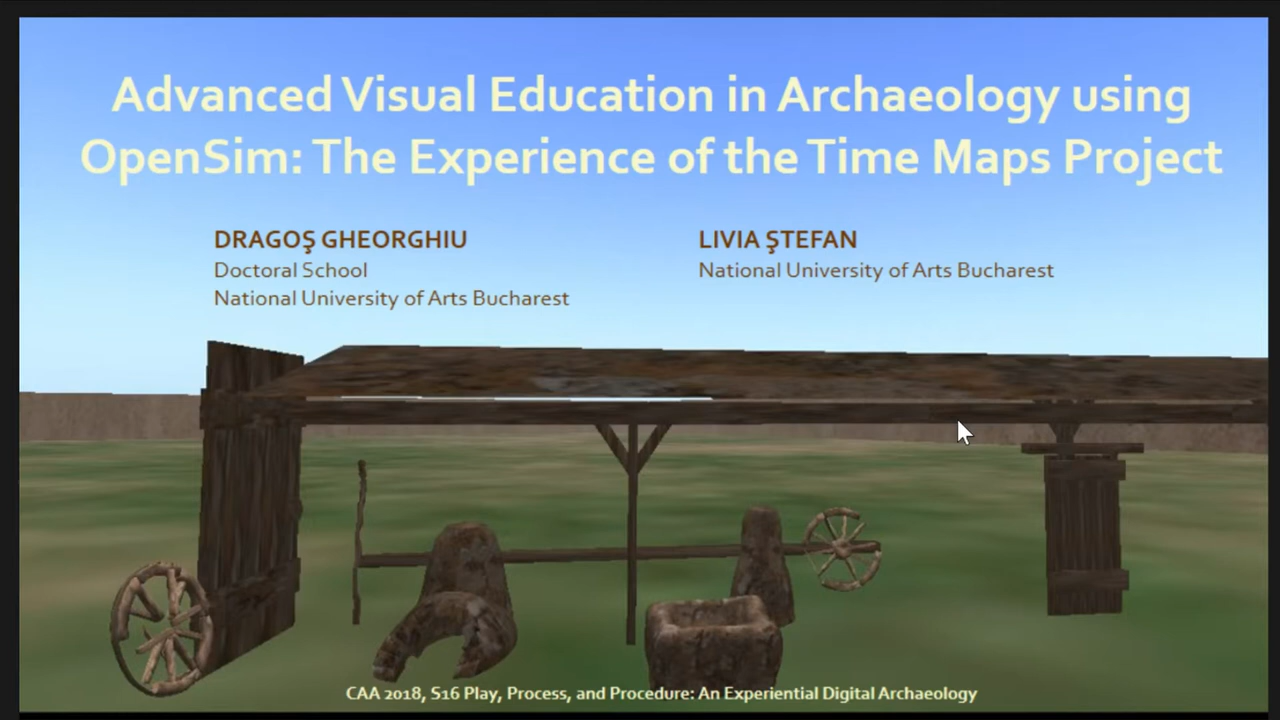 Advanced Visual Education in Archaeology using
OpenSim: The Experience of the Time Maps Project
DRAGOŞ GHEORGHIU
Doctoral School
National University of Arts Bucharest
LIVIA ŞTEFAN
National University of Arts Bucharest
CAA 2018, S16 Play, Process, and Procedure: An Experiential Digital Archaeology